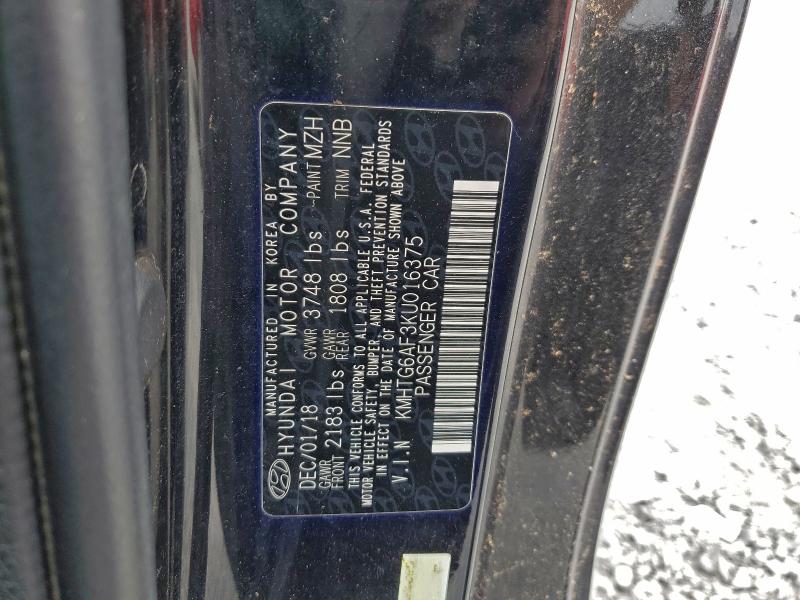 MANUFACTURED IN KOREA BY
HYUNDAI MOTOR COMPANY
DEC/01/18 GVWR 3748 lbs PAINT MZH
GAWR FRONT 2183 lbs GAWR REAR 1808 lbs TRIM NNB
THIS VEHICLE CONFORMS TO ALL APPLICABLE U.S.A. FEDERAL
MOTOR VEHICLE SAFETY, BUMPER, AND THEFT PREVENTION STANDARDS
IN EFFECT ON THE DATE OF MANUFACTURE SHOWN ABOVE
V.I.N KMHTG6AF3KU016375
PASSENGER CAR